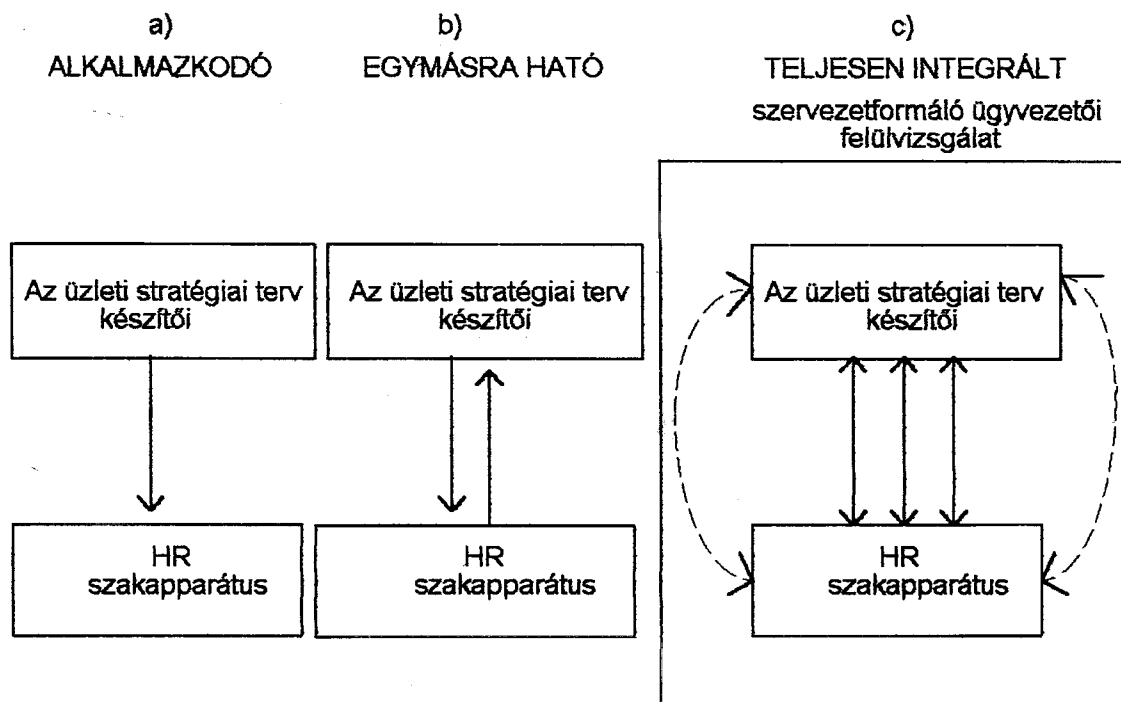 a)
ALKALMAZKODÓ
b)
EGYMÁSRA HATÓ
c)
TELJESEN INTEGRÁLT
szervezetformáló ügyvezetői
felülvizsgálat
Az üzleti stratégiai terv
készítői
Az üzleti stratégiai terv
készítői
Az üzleti stratégiai terv
készítői
HR
szakapparátus
HR
szakapparátus
HR
szakapparátus